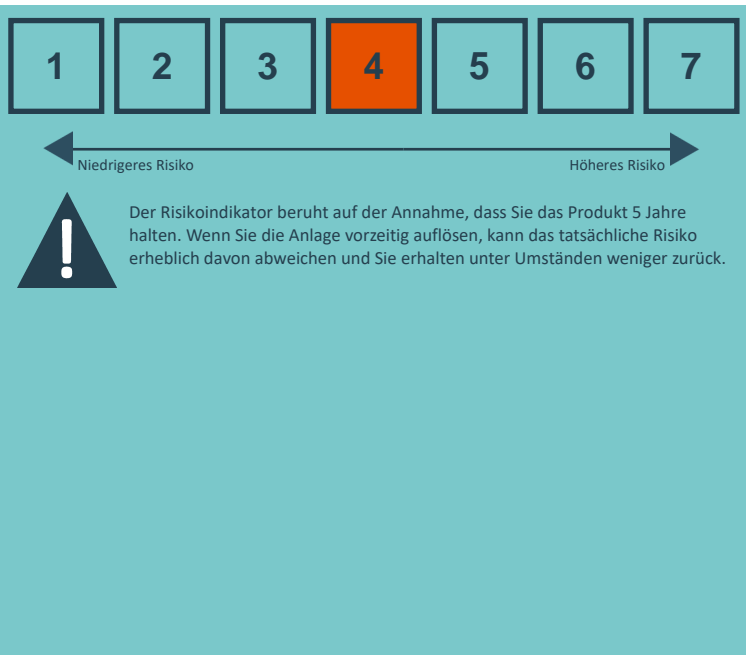 1 2 3 4 5 6 7
Niedrigeres Risiko Höheres Risiko
!
Der Risikoindikator beruht auf der Annahme, dass Sie das Produkt 5 Jahre
halten. Wenn Sie die Anlage vorzeitig auflösen, kann das tatsächliche Risiko
erheblich davon abweichen und Sie erhalten unter Umständen weniger zurück.